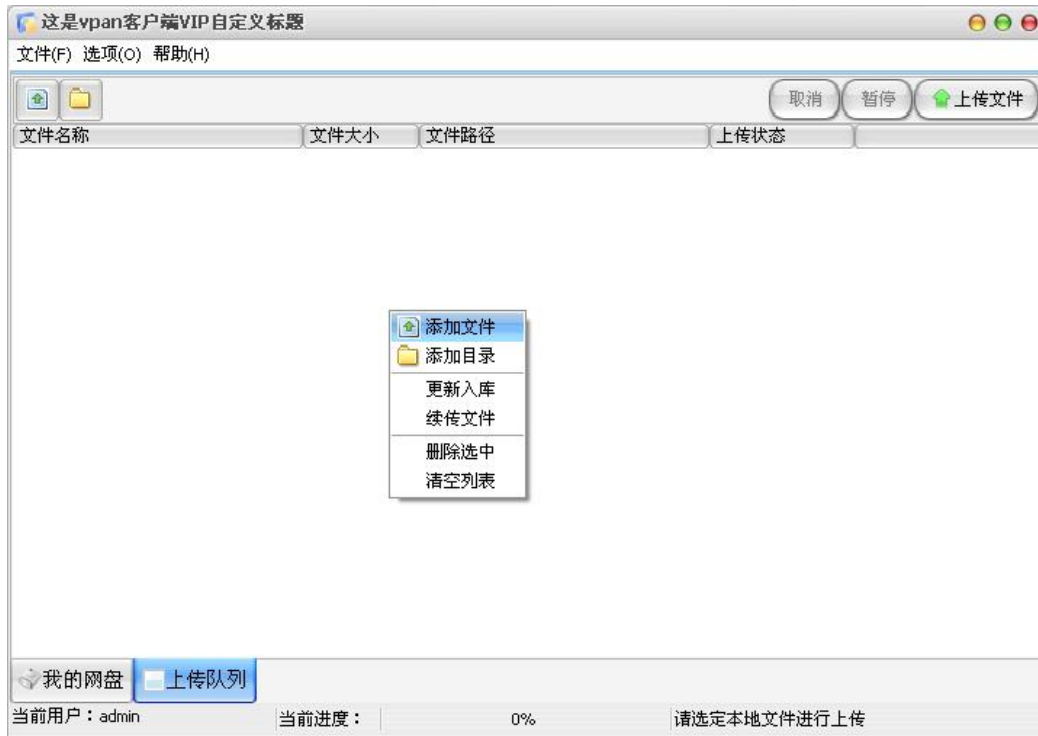 这是vpan客户端VIP自定义标题
文件(F) 选项(O) 帮助(H)
取消 暂停 上传文件
文件名称 文件大小 文件路径 上传状态
添加文件
添加目录
更新入库
续传文件
删除选中
清空列表
我的网盘 上传队列
当前用户：admin 当前进度： 0% 请选定本地文件进行上传